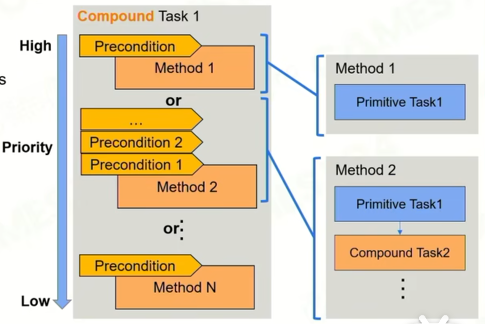 Compound Task 1
High
Precondition
Method 1
s
or
...
Precondition 2
Priority
Precondition 1
Method 2
or
Precondition
Method N
Low
Method 1
Primitive Task1
Method 2
Primitive Task1
Compound Task2